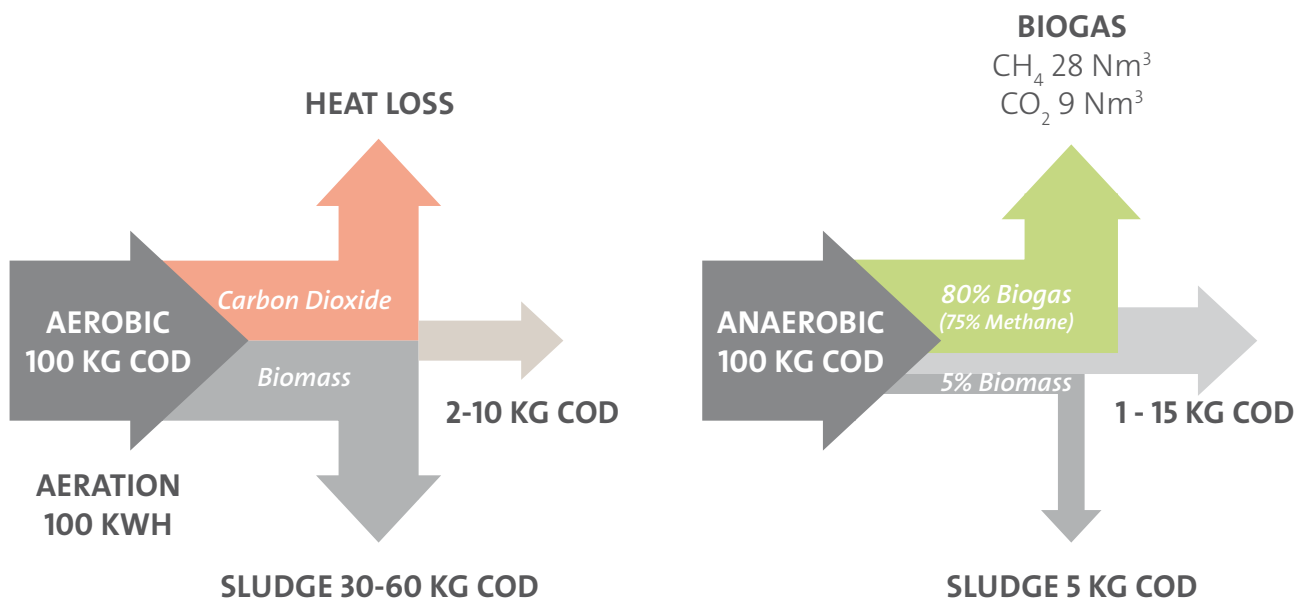 HEAT LOSS
Carbon Dioxide
AEROBIC
100 KG COD
Biomass
2-10 KG COD
AERATION
100 KWH
SLUDGE 30-60 KG COD
BIOGAS
CH₄ 28 Nm³
CO₂ 9 Nm³
80% Biogas
(75% Methane)
ANAEROBIC
100 KG COD
5% Biomass
1 - 15 KG COD
SLUDGE 5 KG COD